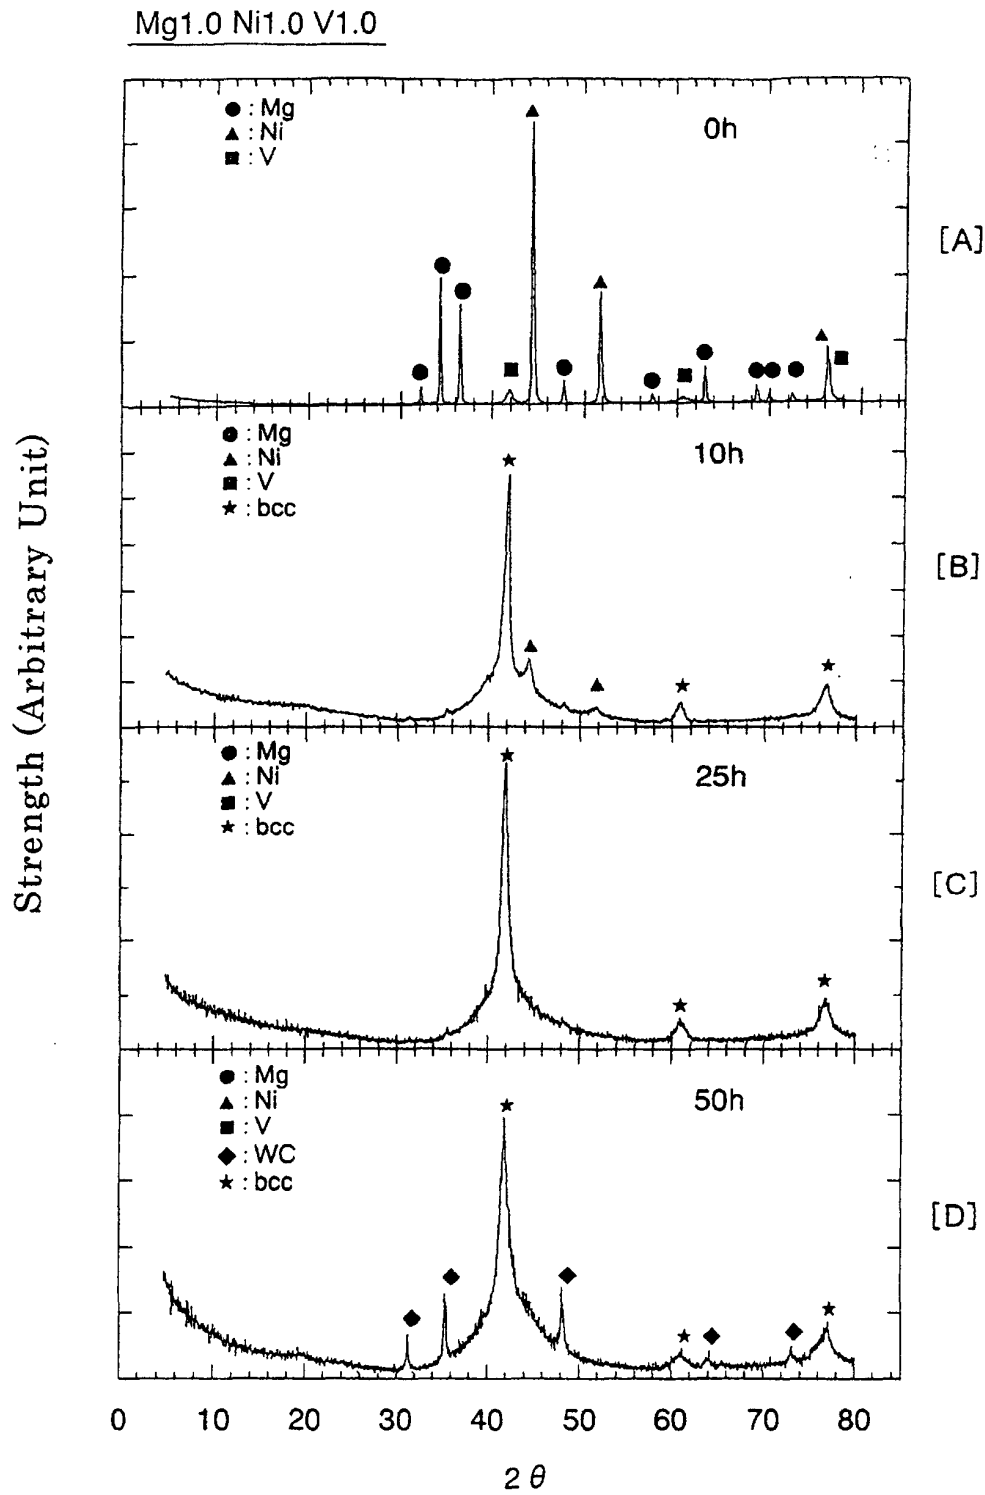 Mg1.0 Ni1.0 V1.0
● : Mg
▲ : Ni
■ : V
0h
[A]
● : Mg
▲ : Ni
■ : V
★ : bcc
10h
[B]
● : Mg
▲ : Ni
■ : V
★ : bcc
25h
[C]
● : Mg
▲ : Ni
■ : V
◆ : WC
★ : bcc
50h
[D]
Strength (Arbitrary Unit)
0 10 20 30 40 50 60 70 80
2 θ